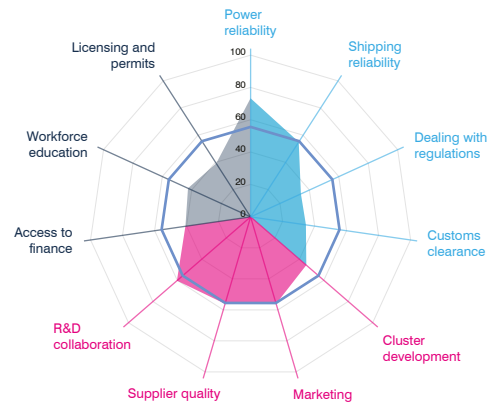 Power
reliability
Shipping
reliability
Licensing and
permits
100
80
60
40
20
0
Workforce
education
Dealing with
regulations
Access to
finance
Customs
clearance
R&D
collaboration
Cluster
development
Supplier quality
Marketing